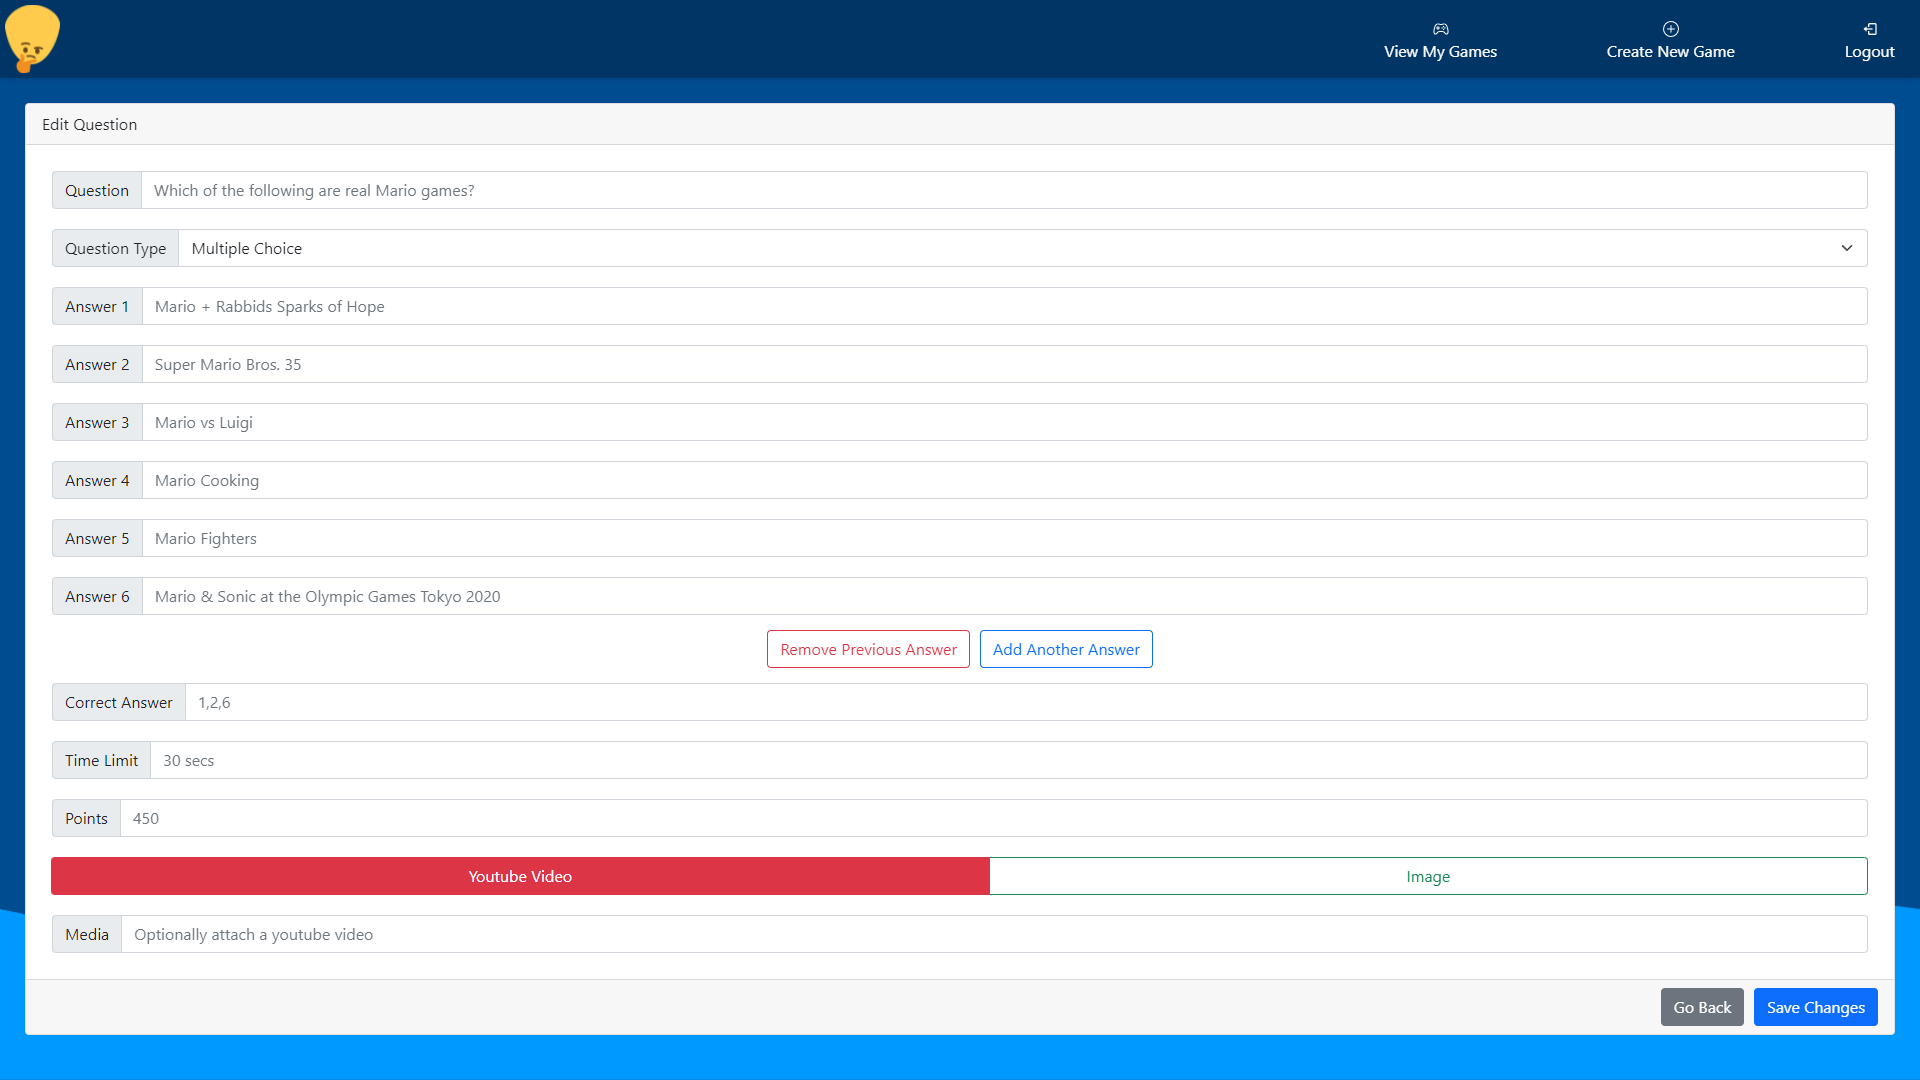 View My Games
Create New Game
Logout
Edit Question
Question Which of the following are real Mario games?
Question Type Multiple Choice
Answer 1 Mario + Rabbids Sparks of Hope
Answer 2 Super Mario Bros. 35
Answer 3 Mario vs Luigi
Answer 4 Mario Cooking
Answer 5 Mario Fighters
Answer 6 Mario & Sonic at the Olympic Games Tokyo 2020
Remove Previous Answer Add Another Answer
Correct Answer 1,2,6
Time Limit 30 secs
Points 450
Youtube Video Image
Media Optionally attach a youtube video
Go Back Save Changes